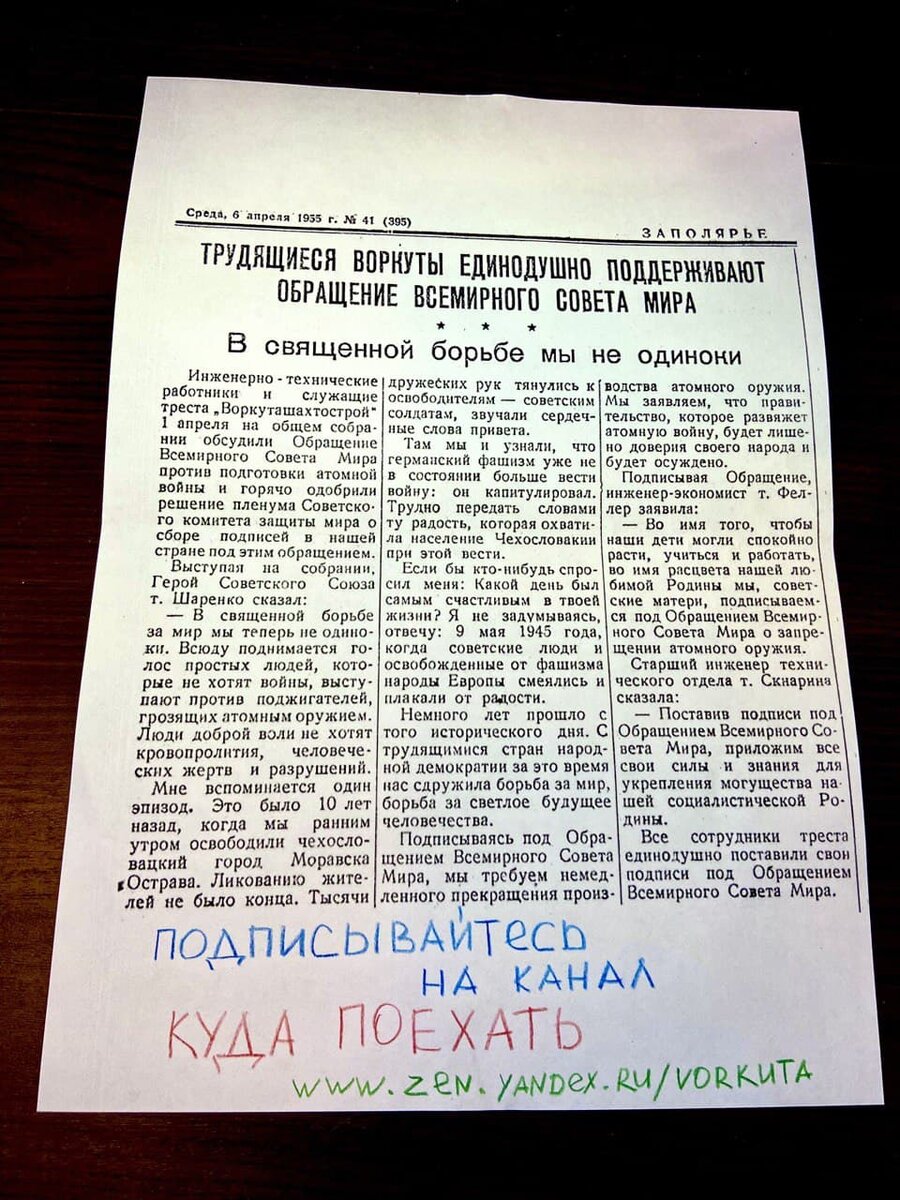 Среда, 6 апреля 1955 г. № 41 (395)
ЗАПОЛЯРЬЕ
ТРУДЯЩИЕСЯ ВОРКУТЫ ЕДИНОДУШНО ПОДДЕРЖИВАЮТ
ОБРАЩЕНИЕ ВСЕМИРНОГО СОВЕТА МИРА
★ ★ ★
В священной борьбе мы не одиноки
Инженерно-технические
работники и служащие
треста „Воркуташахтострой"
1 апреля на общем собра-
нии обсудили Обращение
Всемирного Совета Мира
против подготовки атомной
войны и горячо одобрили
решение пленума Советско-
го комитета защиты мира о
сборе подписей в нашей
стране под этим обращением.
Выступая на собрании,
Герой Советского Союза
т. Шаренко сказал:
— В священной борьбе
за мир мы теперь не одино-
ки. Всюду поднимается го-
лос простых людей, кото-
рые не хотят войны, высту-
пают против поджигателей,
грозящих атомным оружием.
Люди доброй воли не хотят
кровопролития, человече-
ских жертв и разрушений.
Мне вспоминается один
эпизод. Это было 10 лет
назад, когда мы ранним
утром освободили чехосло-
вацкий город Моравска
Острава. Ликованию жите-
лей не было конца. Тысячи
дружеских рук тянулись к
освободителям — советским
солдатам, звучали сердеч-
ные слова привета.
Там мы и узнали, что
германский фашизм уже не
в состоянии больше вести
войну: он капитулировал.
Трудно передать словами
ту радость, которая охвати-
ла население Чехословакии
при этой вести.
Если бы кто-нибудь спро-
сил меня: Какой день был
самым счастливым в твоей
жизни? Я не задумываясь,
отвечу: 9 мая 1945 года,
когда советские люди и
освобожденные от фашизма
народы Европы смеялись и
плакали от радости.
Немного лет прошло с
того исторического дня. С
трудящимися стран народ-
ной демократии за это время
нас сдружила борьба за мир,
борьба за светлое будущее
человечества.
Подписываясь под Обра-
щением Всемирного Совета
Мира, мы требуем немед-
ленного прекращения произ-
водства атомного оружия.
Мы заявляем, что прави-
тельство, которое развяжет
атомную войну, будет лише-
но доверия своего народа и
будет осуждено.
Подписывая Обращение,
инженер-экономист т. Фел-
лер заявила:
— Во имя того, чтобы
наши дети могли спокойно
расти, учиться и работать,
во имя расцвета нашей лю-
бимой Родины мы, совет-
ские матери, подписываем-
ся под Обращением Всемир-
ного Совета Мира о запре-
щении атомного оружия.
Старший инженер техни-
ческого отдела т. Скнарина
сказала:
— Поставив подписи под
Обращением Всемирного Со-
вета Мира, приложим все
свои силы и знания для
укрепления могущества на-
шей социалистической Ро-
дины.
Все сотрудники треста
единодушно поставили свои
подписи под Обращением
Всемирного Совета Мира.
ПОДПИСЫВАЙТЕСЬ
НА КАНАЛ
КУДА ПОЕХАТЬ
WWW.ZEN.YANDEX.RU/VORKUTA